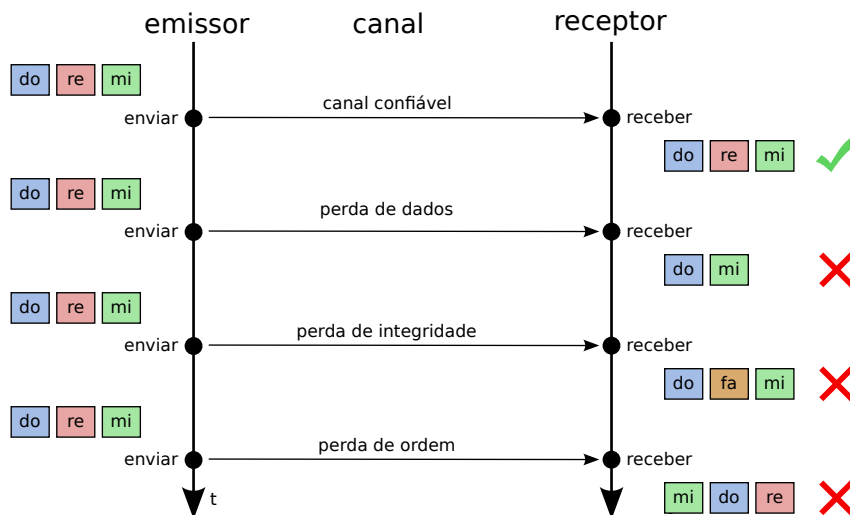 emissor canal receptor
do re mi
canal confiável
enviar receber
do re mi
do re mi
perda de dados
enviar receber
do mi
do re mi
perda de integridade
enviar receber
do fa mi
do re mi
perda de ordem
enviar receber
t
mi do re